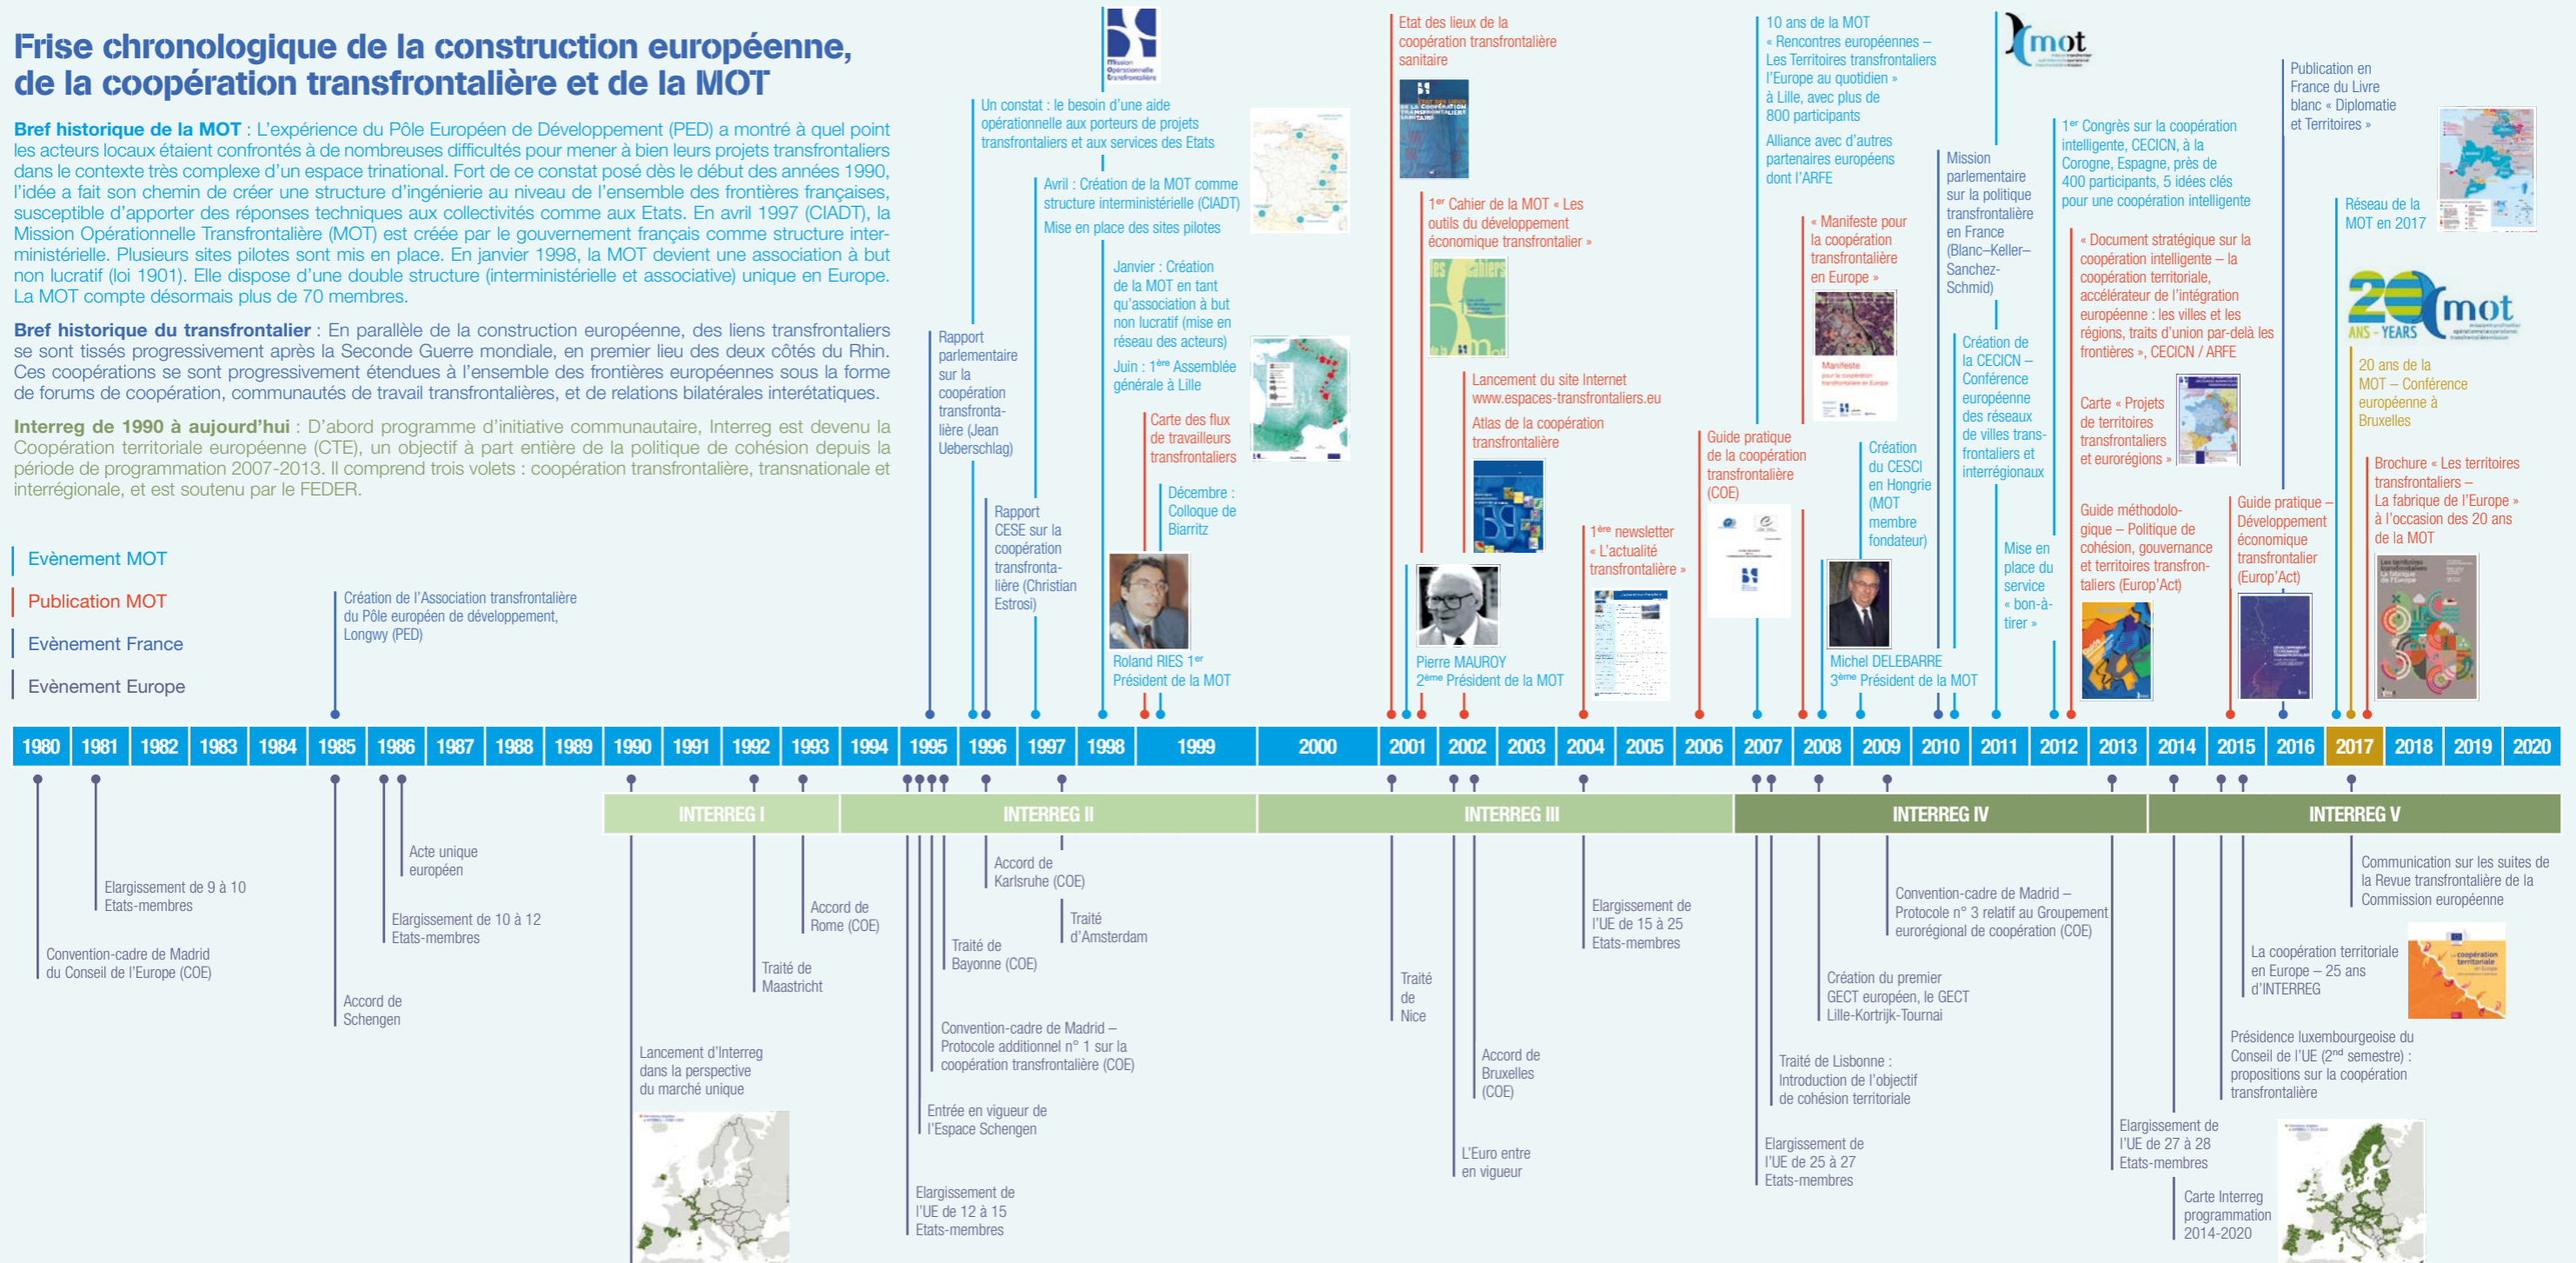 Frise chronologique de la construction européenne,
de la coopération transfrontalière et de la MOT
Bref historique de la MOT : L'expérience du Pôle Européen de Développement (PED) a montré à quel point
les acteurs locaux étaient confrontés à de nombreuses difficultés pour mener à bien leurs projets transfrontaliers
dans le contexte très complexe d'un espace trinational. Fort de ce constat posé dès le début des années 1990,
l'idée a fait son chemin de créer une structure d'ingénierie au niveau de l'ensemble des frontières françaises,
susceptible d'apporter des réponses techniques aux collectivités comme aux Etats. En avril 1997 (CIADT), la
Mission Opérationnelle Transfrontalière (MOT) est créée par le gouvernement français comme structure inter-
ministérielle. Plusieurs sites pilotes sont mis en place. En janvier 1998, la MOT devient une association à but
non lucratif (loi 1901). Elle dispose d'une double structure (interministérielle et associative) unique en Europe.
La MOT compte désormais plus de 70 membres.
Bref historique du transfrontalier : En parallèle de la construction européenne, des liens transfrontaliers
se sont tissés progressivement après la Seconde Guerre mondiale, en premier lieu des deux côtés du Rhin.
Ces coopérations se sont progressivement étendues à l'ensemble des frontières européennes sous la forme
de forums de coopération, communautés de travail transfrontalières, et de relations bilatérales interétatiques.
Interreg de 1990 à aujourd'hui : D'abord programme d'initiative communautaire, Interreg est devenu la
Coopération territoriale européenne (CTE), un objectif à part entière de la politique de cohésion depuis la
période de programmation 2007-2013. Il comprend trois volets : coopération transfrontalière, transnationale et
interrégionale, et est soutenu par le FEDER.
Evènement MOT
Publication MOT
Evènement France
Evènement Europe
Création de l'Association transfrontalière
du Pôle européen de développement,
Longwy (PED)
Rapport
parlementaire
sur la
coopération
transfronta-
lière (Jean
Ueberschlag)
Un constat : le besoin d'une aide
opérationnelle aux porteurs de projets
transfrontaliers et aux services des Etats
Rapport
CESE sur la
coopération
transfronta-
lière (Christian
Estrosi)
Avril : Création de la MOT comme
structure interministérielle (CIADT)
Mise en place des sites pilotes
mission
opérationnelle
transfrontalière
Janvier : Création
de la MOT en tant
qu'association à but
non lucratif (mise en
réseau des acteurs)
Juin : 1ère Assemblée
générale à Lille
Carte des flux
de travailleurs
transfrontaliers
Décembre :
Colloque de
Biarritz
Roland RIES 1er
Président de la MOT
Etat des lieux de la
coopération transfrontalière
sanitaire
ETAT DES LIEUX
DE LA COOPERATION
TRANSFRONTALIERE
SANITAIRE
Pierre MAUROY
2ème Président de la MOT
1er Cahier de la MOT « Les
outils du développement
économique transfrontalier »
les cahiers
de la mot
Lancement du site Internet
www.espaces-transfrontaliers.eu
Atlas de la coopération
transfrontalière
1ère newsletter
« L'actualité
transfrontalière »
Guide pratique
de la coopération
transfrontalière
(COE)
10 ans de la MOT
« Rencontres européennes –
Les Territoires transfrontaliers
l'Europe au quotidien »
à Lille, avec plus de
800 participants
Alliance avec d'autres
partenaires européens
dont l'ARFE
« Manifeste pour
la coopération
transfrontalière
en Europe »
Manifeste
pour la coopération
transfrontalière en Europe
Michel DELEBARRE
3ème Président de la MOT
Création
du CESCI
en Hongrie
(MOT
membre
fondateur)
Mission
parlementaire
sur la politique
transfrontalière
en France
(Blanc–Keller–
Sanchez-
Schmid)
Création de
la CECICN –
Conférence
européenne
des réseaux
de villes trans-
frontaliers et
interrégionaux
mot
Mise en
place du
service
« bon-à-
tirer »
1er Congrès sur la coopération
intelligente, CECICN, à la
Corogne, Espagne, près de
400 participants, 5 idées clés
pour une coopération intelligente
« Document stratégique sur la
coopération intelligente – la
coopération territoriale,
accélérateur de l'intégration
européenne : les villes et les
régions, traits d'union par-delà les
frontières », CECICN / ARFE
Carte « Projets
de territoires
transfrontaliers
et eurorégions »
Guide méthodolo-
gique – Politique de
cohésion, gouvernance
et territoires transfron-
taliers (Europ'Act)
Guide pratique –
Développement
économique
transfrontalier
(Europ'Act)
DÉVELOPPEMENT
ÉCONOMIQUE
TRANSFRONTALIER
Publication en
France du Livre
blanc « Diplomatie
et Territoires »
Réseau de la
MOT en 2017
20 mot
ANS - YEARS
20 ans de la
MOT – Conférence
européenne à
Bruxelles
Brochure « Les territoires
transfrontaliers –
La fabrique de l'Europe »
à l'occasion des 20 ans
de la MOT
Les territoires
transfrontaliers
La fabrique
de l'Europe
1980 1981 1982 1983 1984 1985 1986 1987 1988 1989 1990 1991 1992 1993 1994 1995 1996 1997 1998 1999 2000 2001 2002 2003 2004 2005 2006 2007 2008 2009 2010 2011 2012 2013 2014 2015 2016 2017 2018 2019 2020
INTERREG I INTERREG II INTERREG III INTERREG IV INTERREG V
Convention-cadre de Madrid
du Conseil de l'Europe (COE)
Elargissement de 9 à 10
Etats-membres
Accord de
Schengen
Elargissement de 10 à 12
Etats-membres
Acte unique
européen
Lancement d'Interreg
dans la perspective
du marché unique
Traité de
Maastricht
Accord de
Rome (COE)
Elargissement de
l'UE de 12 à 15
Etats-membres
Entrée en vigueur de
l'Espace Schengen
Convention-cadre de Madrid –
Protocole additionnel n° 1 sur la
coopération transfrontalière (COE)
Traité de
Bayonne (COE)
Accord de
Karlsruhe (COE)
Traité
d'Amsterdam
Traité
de
Nice
L'Euro entre
en vigueur
Accord de
Bruxelles
(COE)
Elargissement de
l'UE de 15 à 25
Etats-membres
Elargissement de
l'UE de 25 à 27
Etats-membres
Traité de Lisbonne :
Introduction de l'objectif
de cohésion territoriale
Création du premier
GECT européen, le GECT
Lille-Kortrijk-Tournai
Convention-cadre de Madrid –
Protocole n° 3 relatif au Groupement
eurorégional de coopération (COE)
Elargissement de
l'UE de 27 à 28
Etats-membres
Carte Interreg
programmation
2014-2020
Présidence luxembourgeoise du
Conseil de l'UE (2nd semestre) :
propositions sur la coopération
transfrontalière
La coopération territoriale
en Europe – 25 ans
d'INTERREG
La coopération
territoriale
en Europe
Communication sur les suites de
la Revue transfrontalière de la
Commission européenne